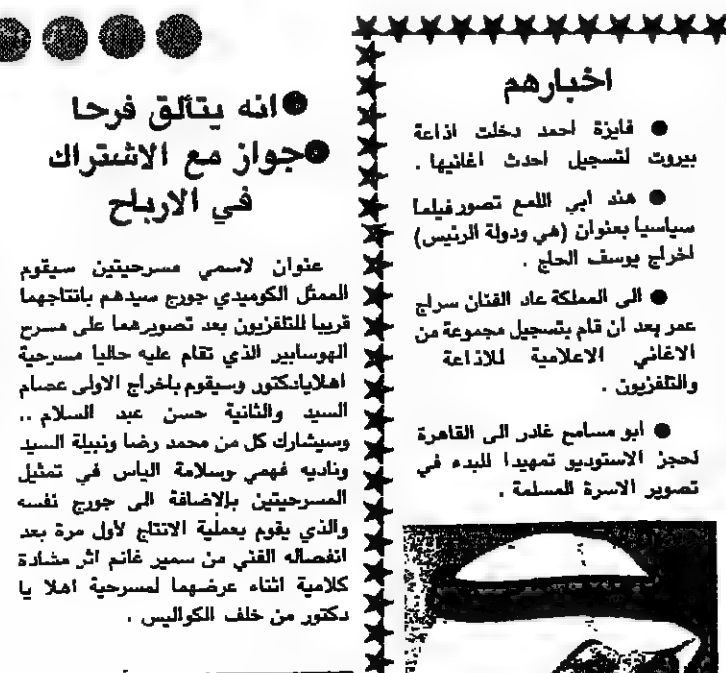 اخبارهم
● فايزة احمد دخلت اذاعة
بيروت لتسجيل احدث اغانيها .
● هند ابي اللمع تصور فيلما
سياسيا بعنوان (هي ودولة الرئيس)
اخراج يوسف الحاج .
● الى المملكة عاد الفنان سراج
عمر بعد ان قام بتسجيل مجموعة من
الاغاني الاعلامية للاذاعة
والتلفزيون .
● ابو مسامح غادر الى القاهرة
لحجز الاستوديو تمهيدا للبدء في
تصوير الاسرة المسلمة .
●انه يتالق فرحا
●جواز مع الاشتراك
في الارباح
عنوان لاسمي مسرحيتين سيقوم
الممثل الكوميدي جورج سيدهم بانتاجهما
قريبا للتلفزيون بعد تصويرهما على مسرح
الهوسابير الذي تقام عليه حاليا مسرحية
اهلايادكتور وسيقوم باخراج الاولى عصام
السيد والثانية حسن عبد السلام ..
وسيشارك كل من محمد رضا ونبيلة السيد
وناديه فهمي وسلامة الياس في تمثيل
المسرحيتين بالاضافة الى جورج نفسه
والذي يقوم بعملية الانتاج لأول مرة بعد
انفصاله الفني من سمير غانم اثر مشادة
كلامية اثناء عرضهما لمسرحية اهلا يا
دكتور من خلف الكواليس .